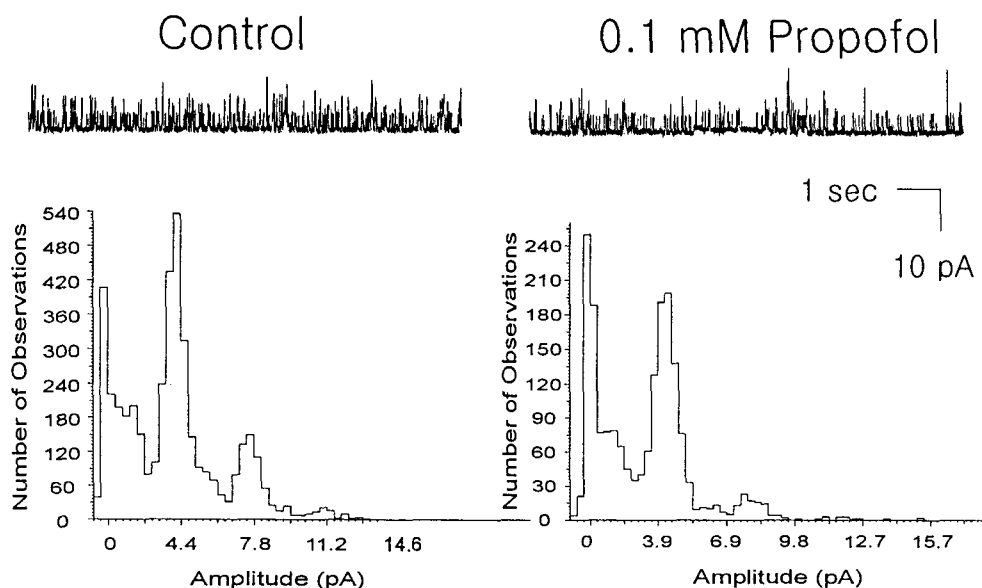 Control
0.1 mM Propofol
1 sec
10 pA
Number of Observations
540
480
420
360
300
240
180
120
60
0
0 4.4 7.8 11.2 14.6
Amplitude (pA)
Number of Observations
240
210
180
150
120
90
60
30
0
0 3.9 6.9 9.8 12.7 15.7
Amplitude (pA)